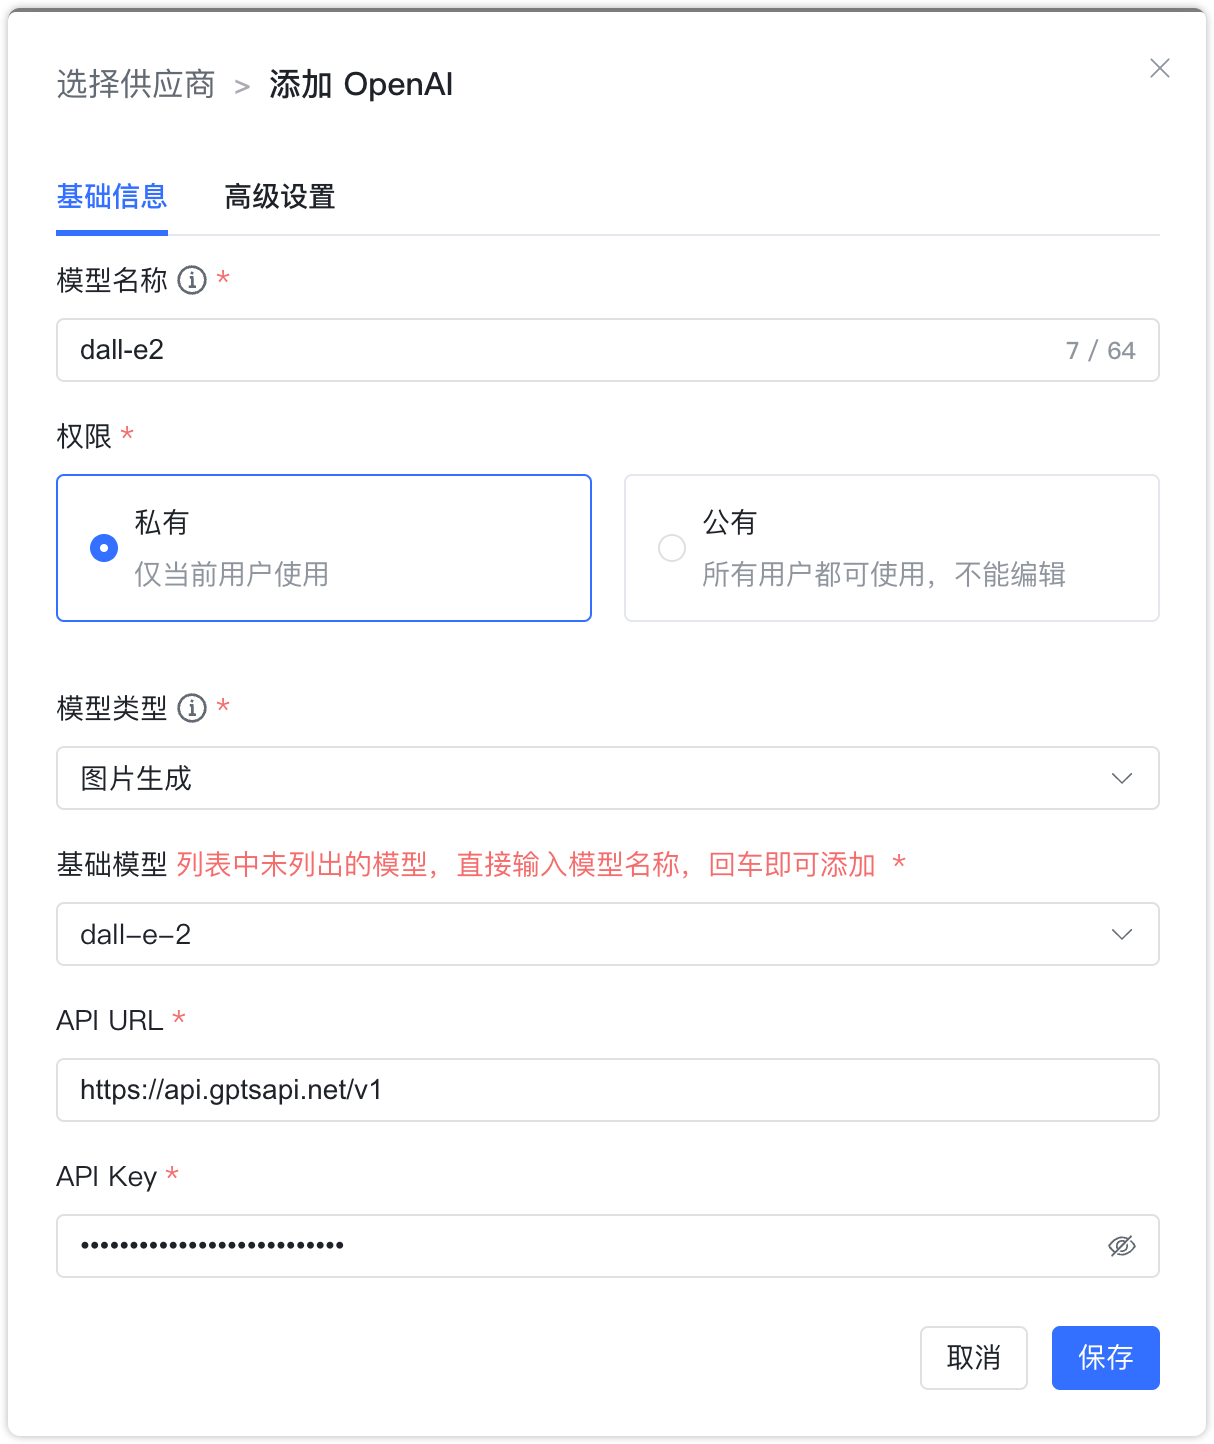 选择供应商 > 添加 OpenAI
基础信息 高级设置
模型名称 *
dall-e2 7 / 64
权限 *
私有
仅当前用户使用
公有
所有用户都可使用，不能编辑
模型类型 *
图片生成
基础模型 列表中未列出的模型，直接输入模型名称，回车即可添加 *
dall-e-2
API URL *
https://api.gptsapi.net/v1
API Key *
•••••••••••••••••••••••••••
取消 保存